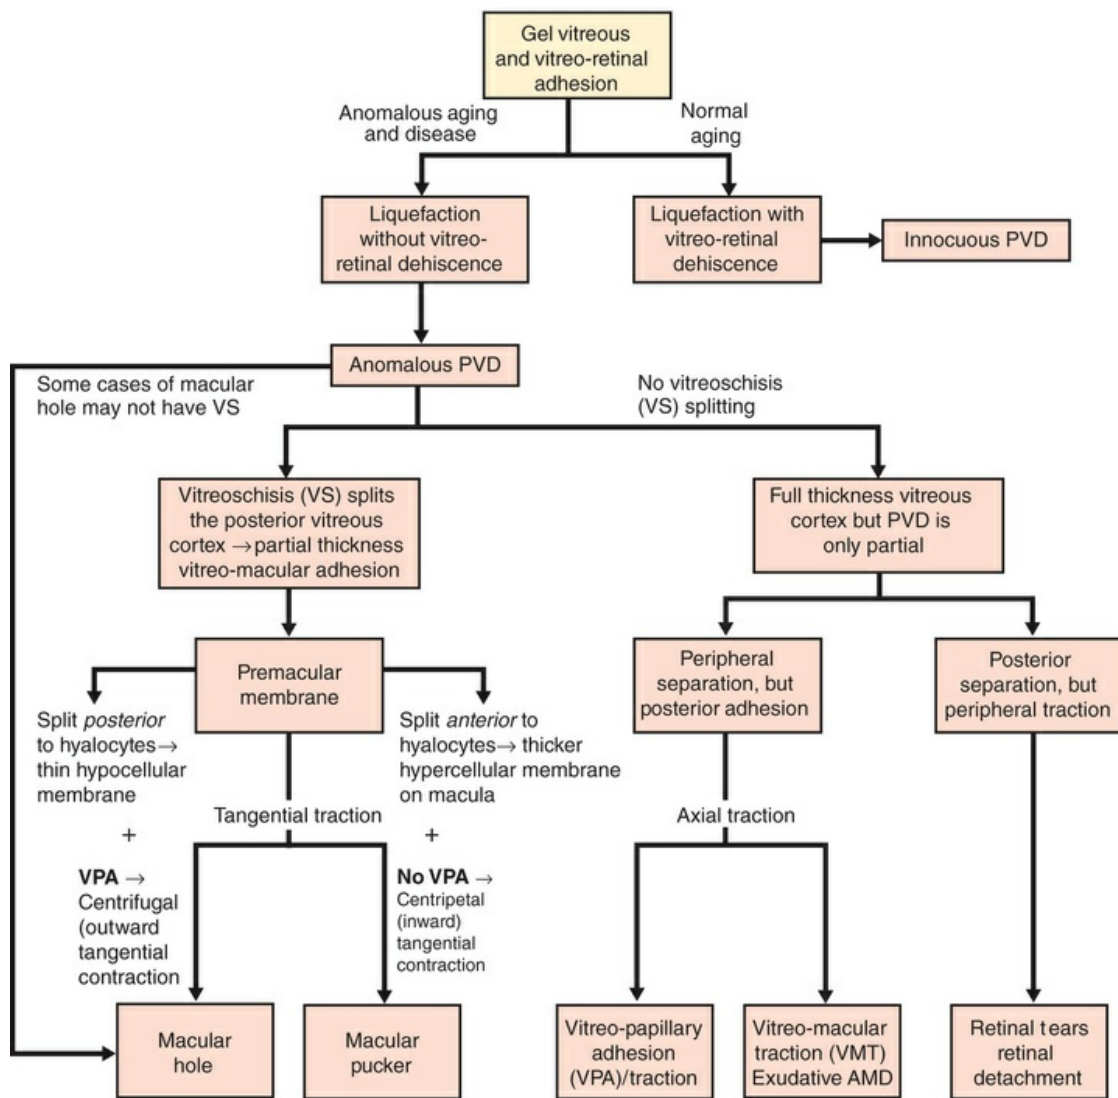 Gel vitreous
and vitreo-retinal
adhesion
Anomalous aging
and disease
Normal
aging
Liquefaction
without vitreo-
retinal dehiscence
Liquefaction with
vitreo-retinal
dehiscence
Innocuous PVD
Anomalous PVD
Some cases of macular
hole may not have VS
No vitreoschisis
(VS) splitting
Vitreoschisis (VS) splits
the posterior vitreous
cortex → partial thickness
vitreo-macular adhesion
Full thickness vitreous
cortex but PVD is
only partial
Premacular
membrane
Peripheral
separation, but
posterior adhesion
Posterior
separation, but
peripheral traction
Split posterior
to hyalocytes→
thin hypocellular
membrane
Split anterior to
hyalocytes→ thicker
hypercellular membrane
on macula
Tangential traction
Axial traction
+
+
VPA →
Centrifugal
(outward
tangential
contraction
No VPA →
Centripetal
(inward)
tangential
contraction
Macular
hole
Macular
pucker
Vitreo-papillary
adhesion
(VPA)/traction
Vitreo-macular
traction (VMT)
Exudative AMD
Retinal tears
retinal
detachment